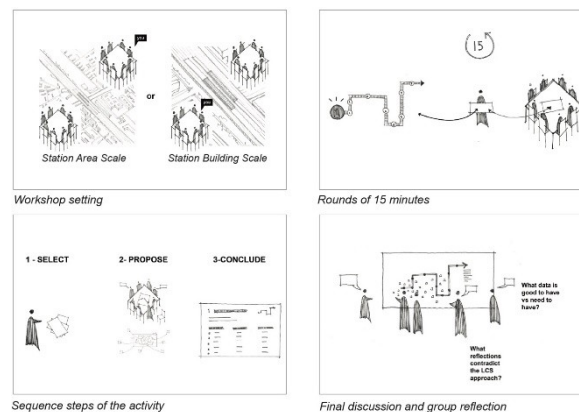 you
or
you
Station Area Scale
Station Building Scale
Workshop setting
15
Rounds of 15 minutes
1 - SELECT
2- PROPOSE
3-CONCLUDE
Sequence steps of the activity
What data is
good to have
vs need to
have?
What
reflections
contradict
the LCS
approach?
Final discussion and group reflection